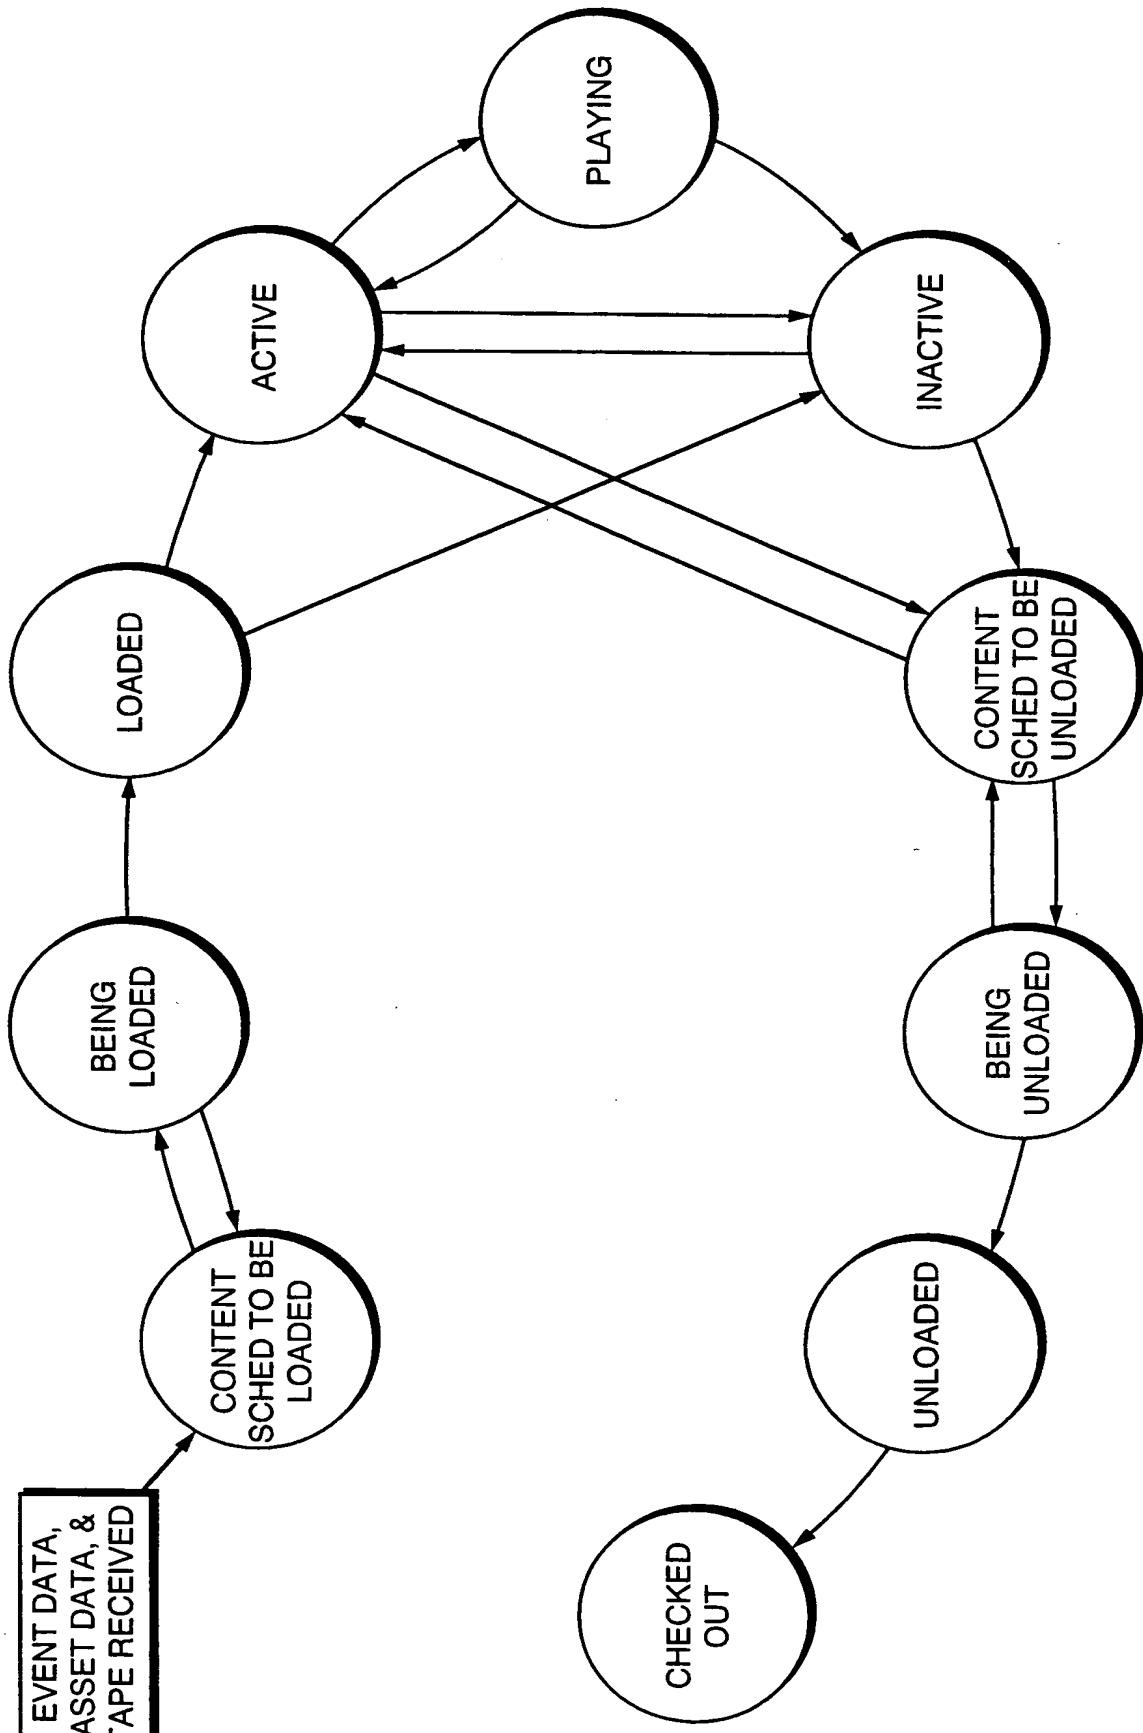 EVENT DATA,
ASSET DATA, &
TAPE RECEIVED
CONTENT
SCHED TO BE
LOADED
BEING
LOADED
LOADED
ACTIVE
PLAYING
INACTIVE
CONTENT
SCHED TO BE
UNLOADED
BEING
UNLOADED
UNLOADED
CHECKED
OUT